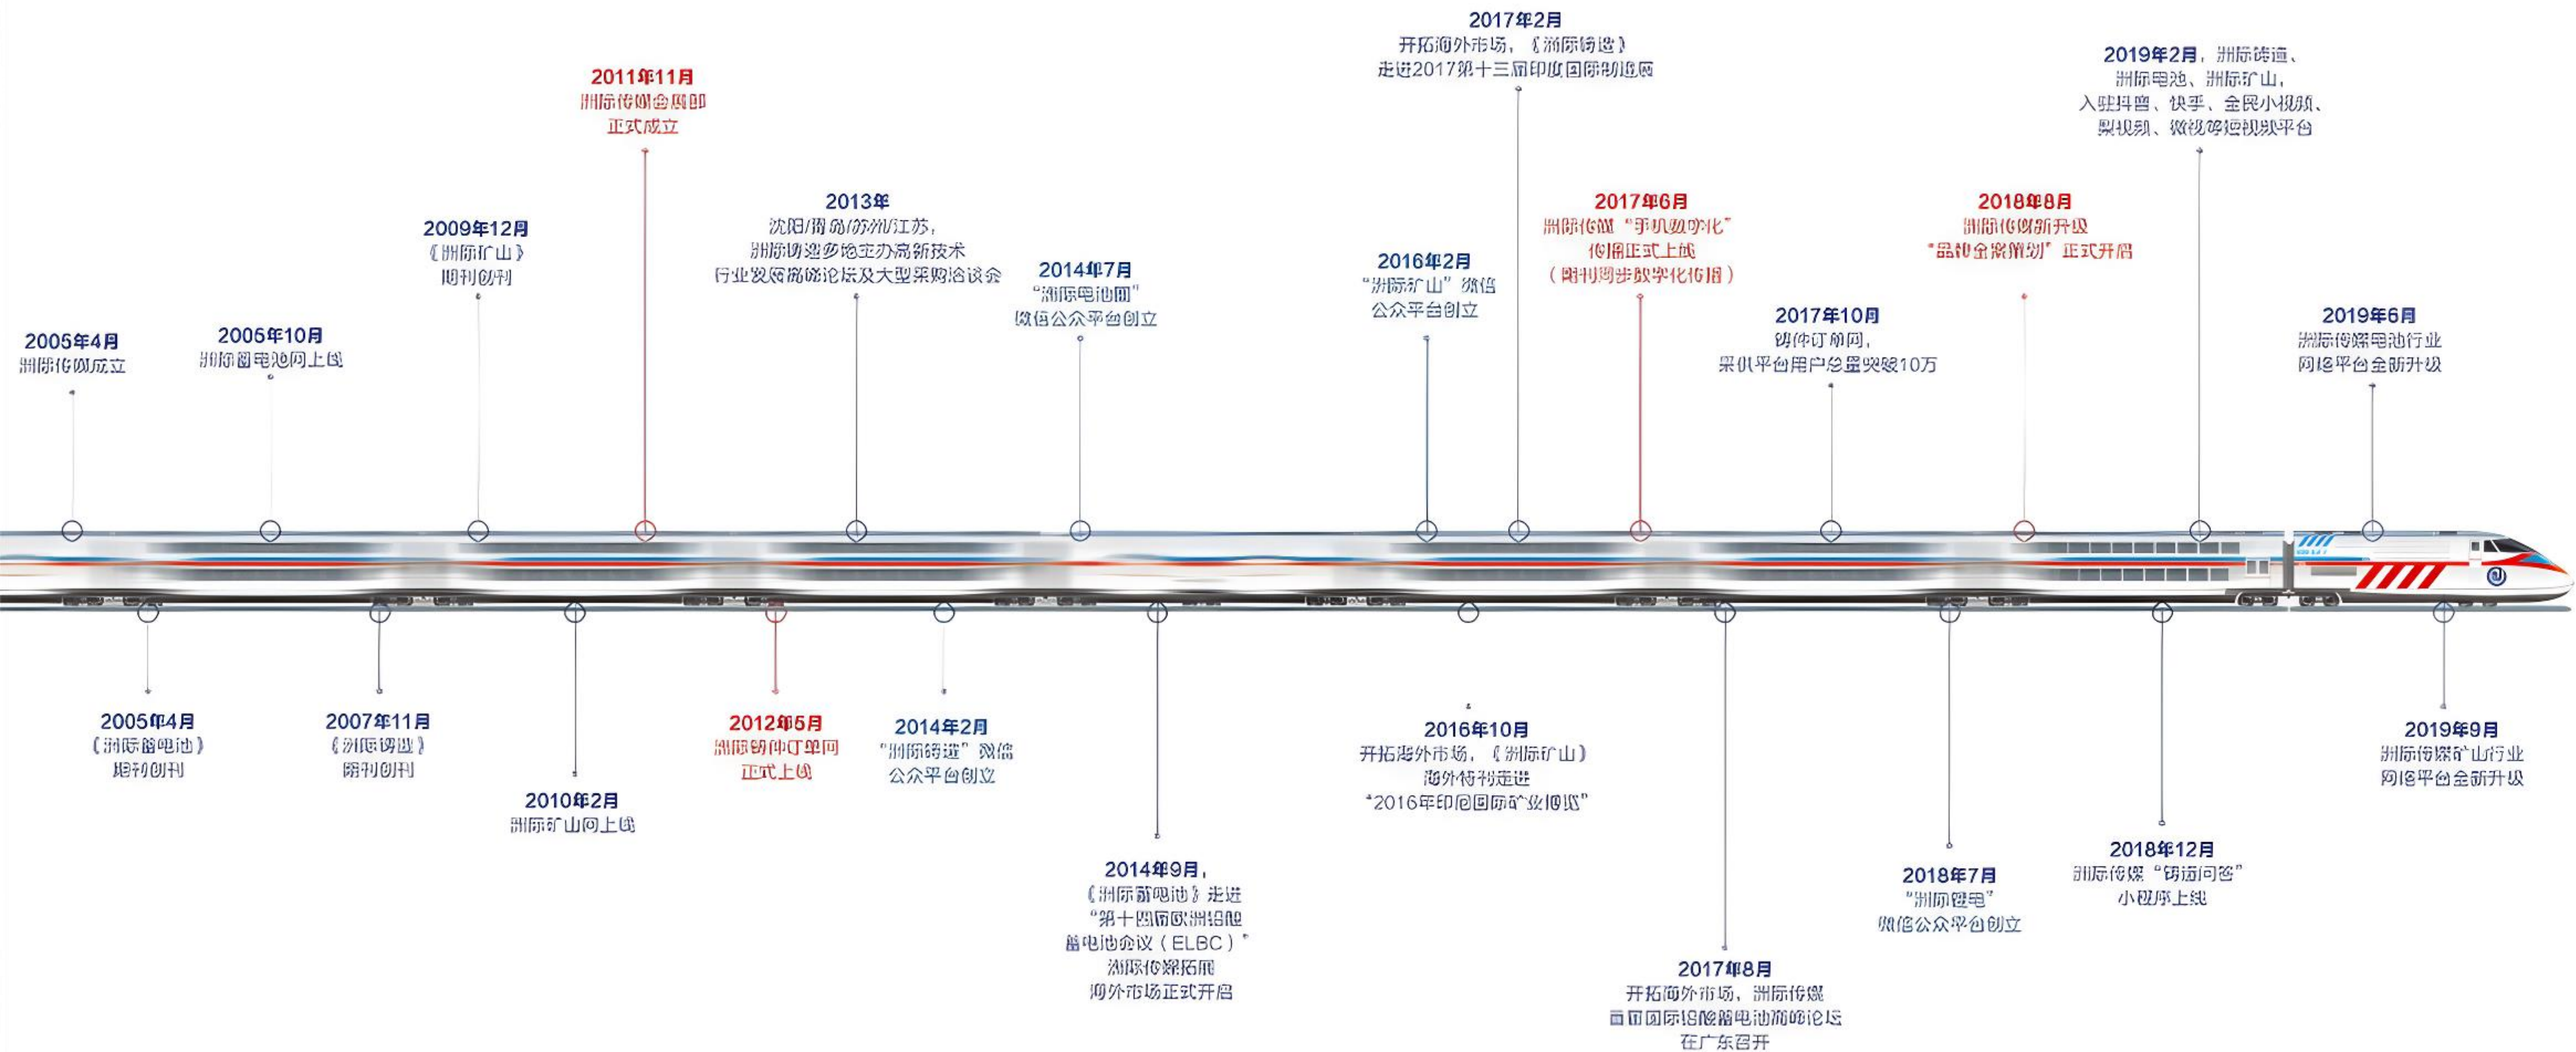 2005年4月
洲际传媒成立
2006年10月
洲际蓄电池网上线
2009年12月
《洲际矿山》
期刊创刊
2011年11月
洲际传媒金属部
正式成立
2013年
沈阳/青岛/苏州/江苏，
洲际铸造多地主办高新技术
行业发展高峰论坛及大型采购洽谈会
2014年7月
“洲际电池网”
微信公众平台创立
2016年2月
“洲际矿山”微信
公众平台创立
2017年2月
开拓海外市场，《洲际铸造》
走进2017第十三届印度国际制造展
2017年6月
洲际传媒“手机数字化”
传播正式上线
（期刊同步数字化传播）
2017年10月
铸件订单网，
采供平台用户总量突破10万
2018年8月
洲际传媒新升级
“品牌全案策划”正式开启
2019年2月，洲际铸造、
洲际电池、洲际矿山，
入驻抖音、快手、全民小视频、
梨视频、微视等短视频平台
2019年6月
洲际传媒电池行业
网络平台全新升级
2005年4月
《洲际蓄电池》
期刊创刊
2007年11月
《洲际铸造》
期刊创刊
2010年2月
洲际矿山网上线
2012年5月
洲际铸件订单网
正式上线
2014年2月
“洲际铸造”微信
公众平台创立
2014年9月，
《洲际蓄电池》走进
“第十四届欧洲铅酸
蓄电池会议（ELBC）”
洲际传媒拓展
海外市场正式开启
2016年10月
开拓海外市场，《洲际矿山》
海外特刊走进
“2016年印尼国际矿业展览”
2017年8月
开拓海外市场，洲际传媒
首届国际铅酸蓄电池高峰论坛
在广东召开
2018年7月
“洲际锂电”
微信公众平台创立
2018年12月
洲际传媒“铸造问答”
小程序上线
2019年9月
洲际传媒矿山行业
网络平台全新升级